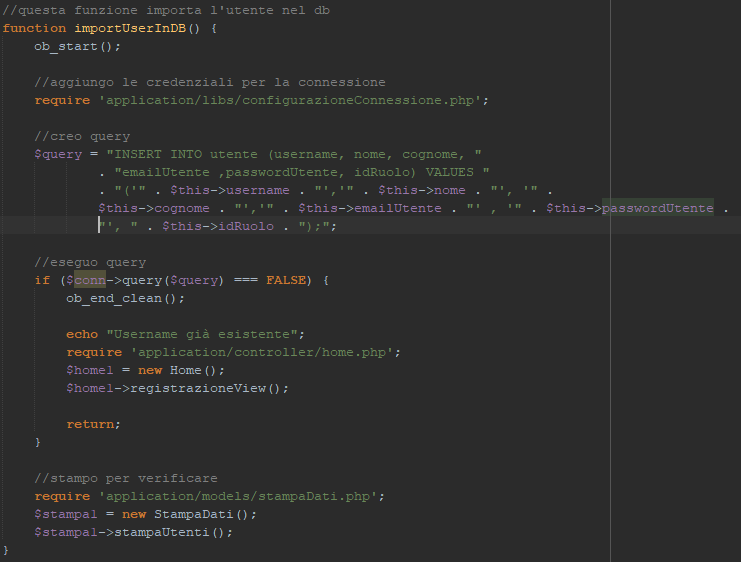 //questa funzione importa l'utente nel db
function importUserInDB() {
    ob_start();

    //aggiungo le credenziali per la connessione
    require 'application/libs/configurazioneConnessione.php';

    //creo query
    $query = "INSERT INTO utente (username, nome, cognome, "
            . "emailUtente ,passwordUtente, idRuolo) VALUES "
            . "('" . $this->username . "','" . $this->nome . "', '" .
            $this->cognome . "','" . $this->emailUtente . "' , '" . $this->passwordUtente .
            "', " . $this->idRuolo . ");";

    //eseguo query
    if ($conn->query($query) === FALSE) {
        ob_end_clean();

        echo "Username già esistente";
        require 'application/controller/home.php';
        $home1 = new Home();
        $home1->registrazioneView();

        return;
    }

    //stampo per verificare
    require 'application/models/stampaDati.php';
    $stampa1 = new StampaDati();
    $stampa1->stampaUtenti();
}